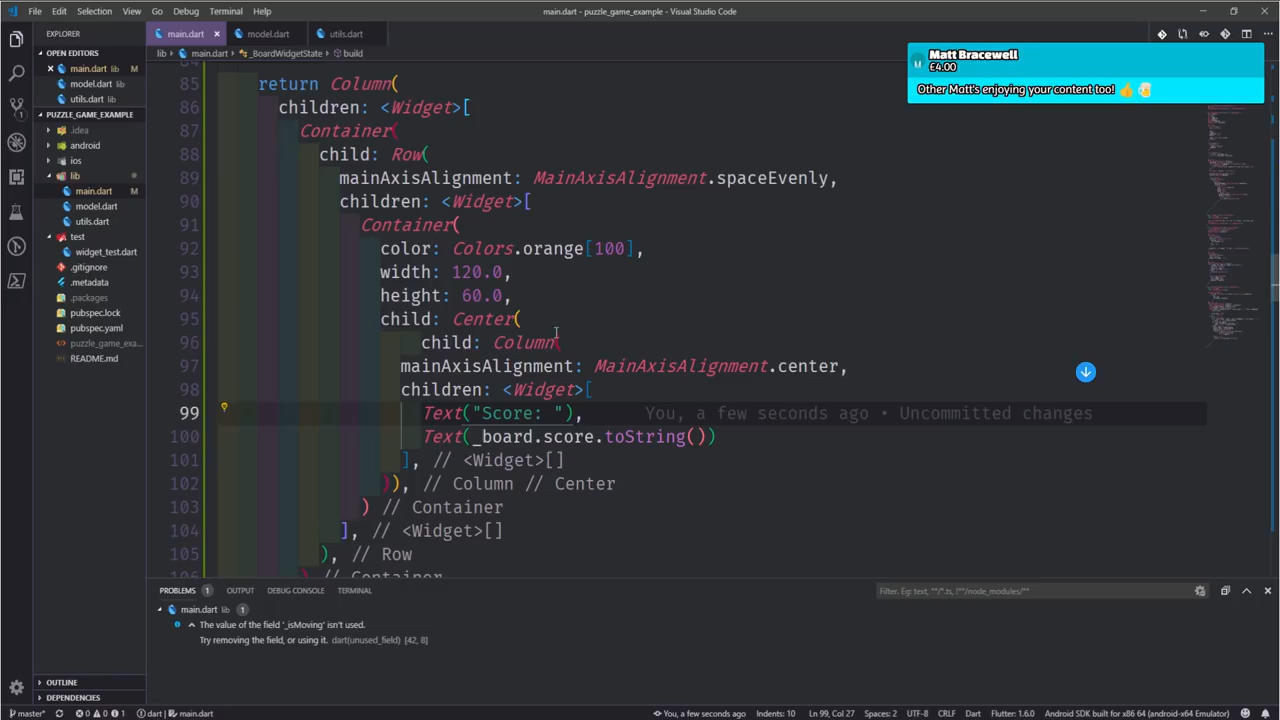 File Edit Selection View Go Debug Terminal Help
main.dart - puzzle_game_example - Visual Studio Code
EXPLORER
OPEN EDITORS
main.dart lib M
model.dart lib
utils.dart lib
PUZZLE_GAME_EXAMPLE
.idea
android
ios
lib
main.dart M
model.dart
utils.dart
test
widget_test.dart
.gitignore
.metadata
.packages
pubspec.lock
pubspec.yaml
puzzle_game_exa...
README.md
OUTLINE
DEPENDENCIES
main.dart × model.dart utils.dart
lib main.dart _BoardWidgetState build
Matt Bracewell
£4.00
Other Matt's enjoying your content too! 👍 🍺
84
85 return Column(
86 children: <Widget>[
87 Container(
88 child: Row(
89 mainAxisAlignment: MainAxisAlignment.spaceEvenly,
90 children: <Widget>[
91 Container(
92 color: Colors.orange[100],
93 width: 120.0,
94 height: 60.0,
95 child: Center(
96 child: Column(
97 mainAxisAlignment: MainAxisAlignment.center,
98 children: <Widget>[
99 Text("Score: "), You, a few seconds ago • Uncommitted changes
100 Text(_board.score.toString())
101 ], // <Widget>[]
102 )), // Column // Center
103 ) // Container
104 ], // <Widget>[]
105 ), // Row
106 ) // Container
PROBLEMS 1 OUTPUT DEBUG CONSOLE TERMINAL
Filter. Eg: text, **/*.ts, !**/node_modules/**
main.dart lib 1
The value of the field '_isMoving' isn't used.
Try removing the field, or using it. dart(unused_field) [42, 8]
master* 0 0 1 dart | main.dart
You, a few seconds ago Indents: 10 Ln 99, Col 27 Spaces: 2 UTF-8 CRLF Dart Flutter: 1.6.0 Android SDK built for x86 64 (android-x64 Emulator)